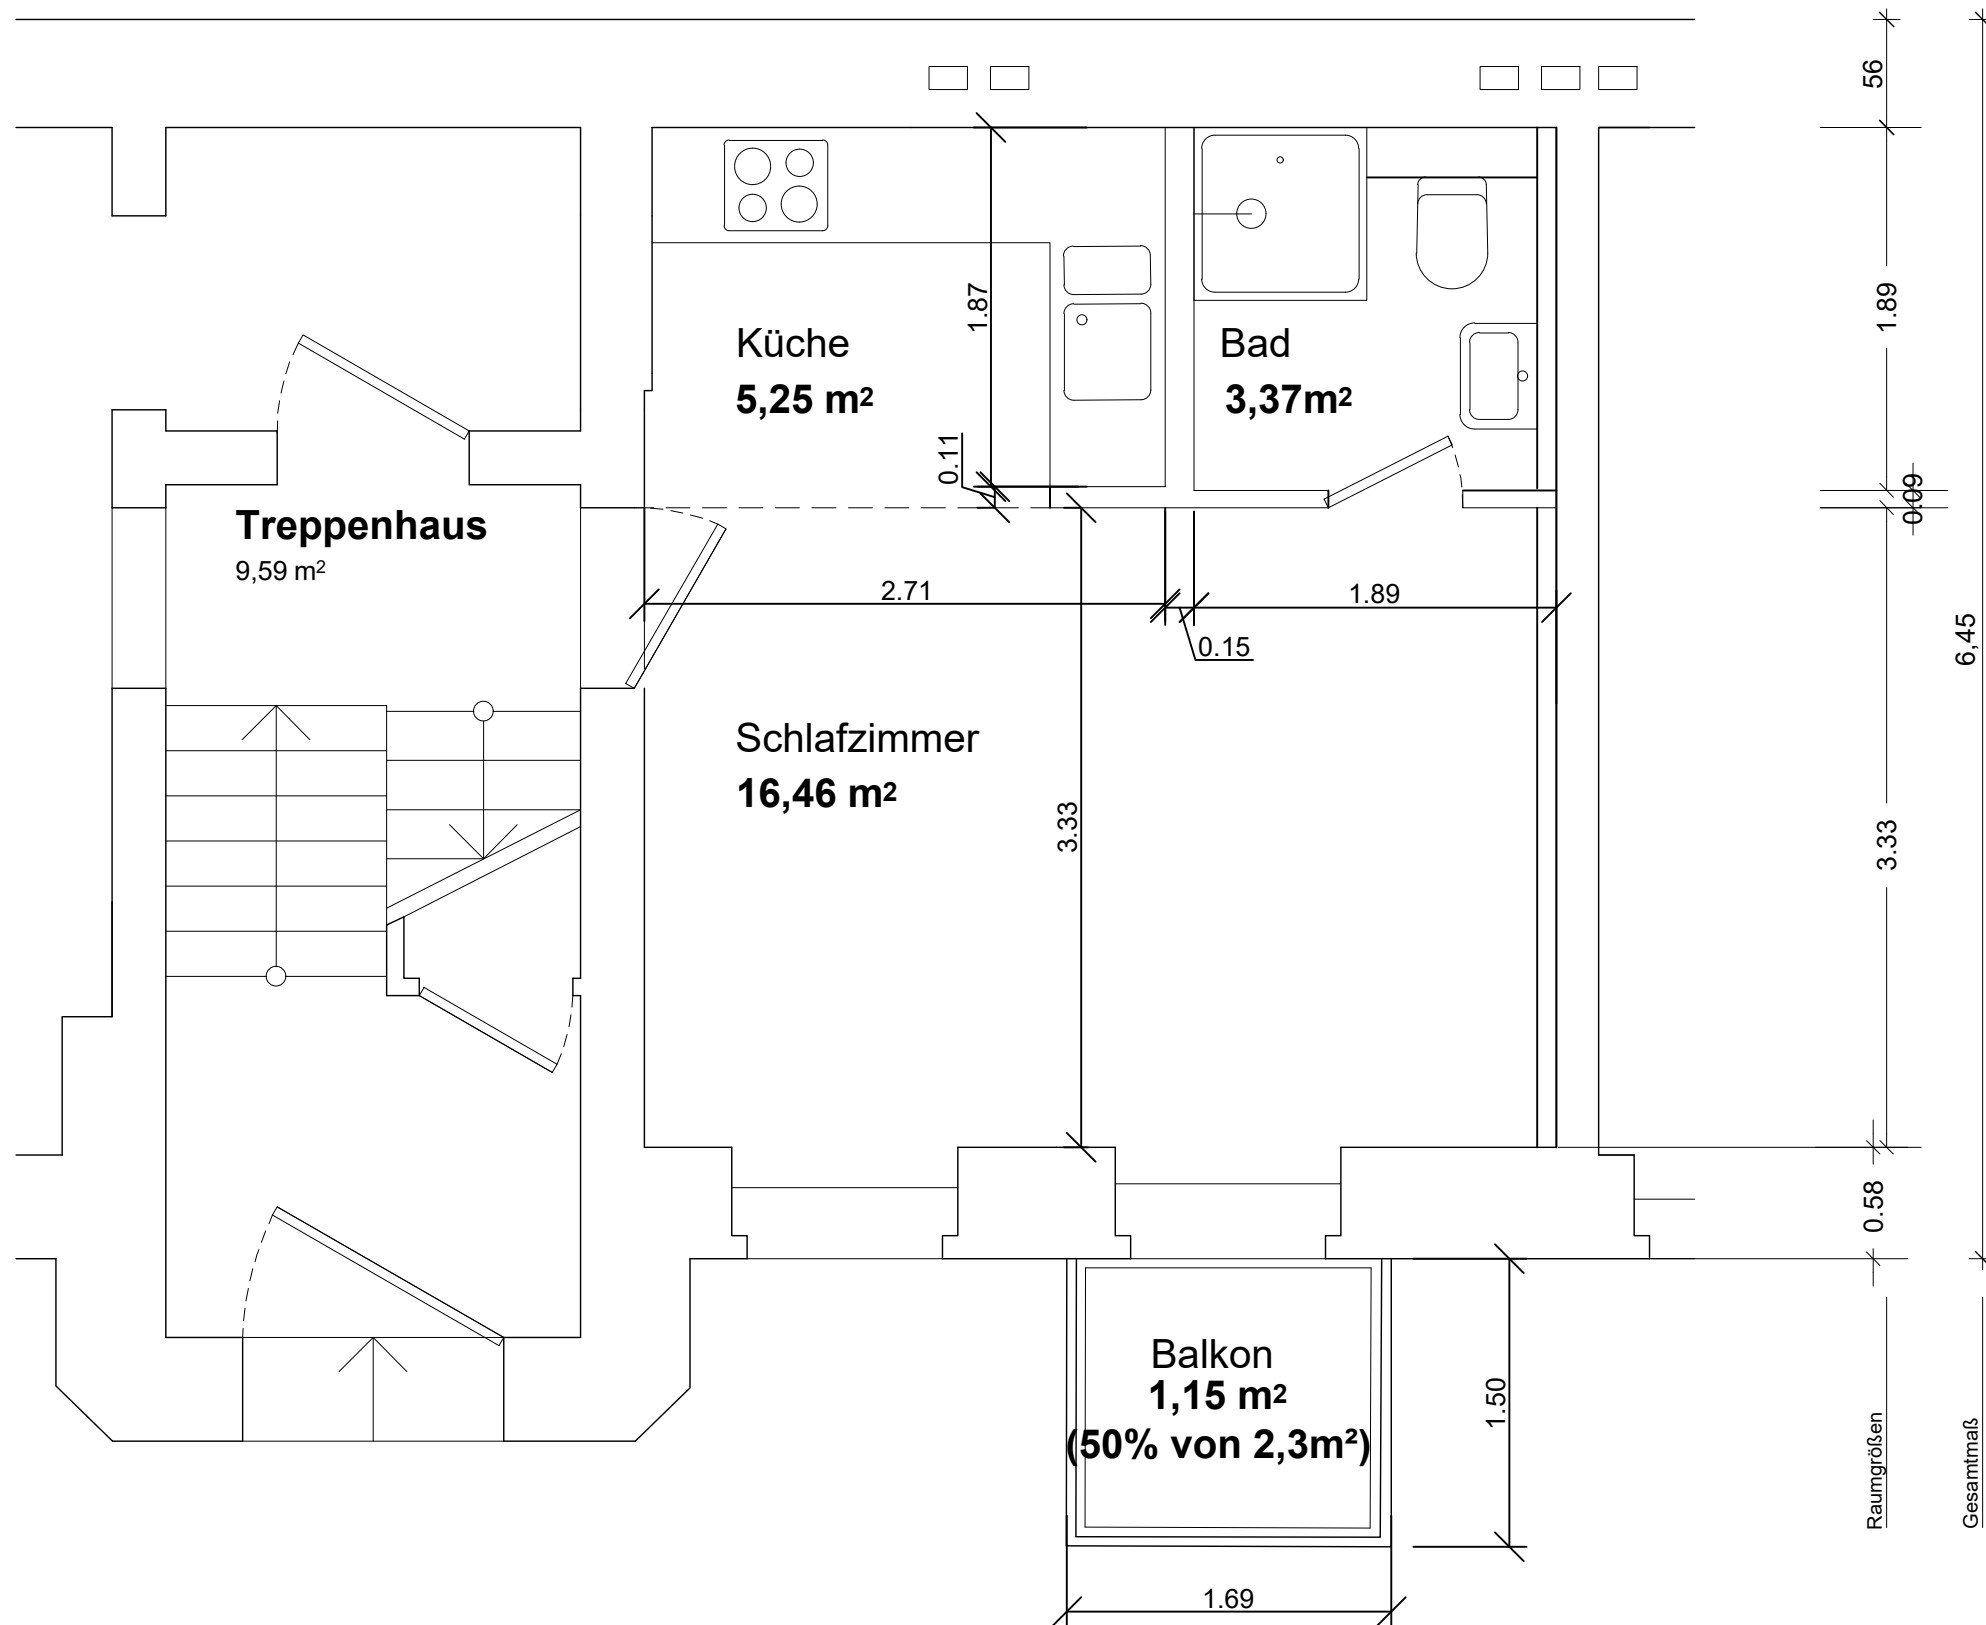 56
1.87
1.89
Küche
5,25 m²
Bad
3,37m²
0.11
0.09
Treppenhaus
9,59 m²
2.71
1.89
0.15
6,45
Schlafzimmer
16,46 m²
3.33
3.33
0.58
Balkon
1,15 m²
(50% von 2,3m²)
1.50
Raumgrößen
Gesamtmaß
1.69